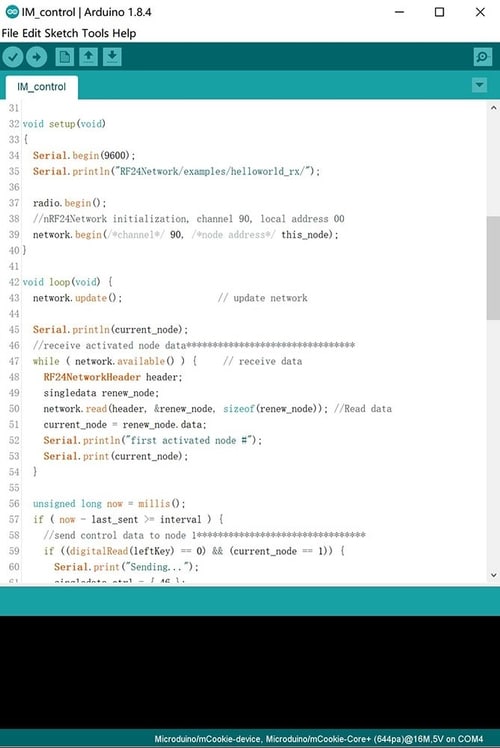 IM_control | Arduino 1.8.4
File Edit Sketch Tools Help
IM_control
31
32 void setup(void)
33 {
34   Serial.begin(9600);
35   Serial.println("RF24Network/examples/helloworld_rx/");
36
37   radio.begin();
38   //nRF24Network initialization, channel 90, local address 00
39   network.begin(/*channel*/ 90, /*node address*/ this_node);
40 }
41
42 void loop(void) {
43   network.update();                  // update network
44
45   Serial.println(current_node);
46   //receive activated node data********************************
47   while ( network.available() ) {     // receive data
48     RF24NetworkHeader header;
49     singledata renew_node;
50     network.read(header, &renew_node, sizeof(renew_node)); //Read data
51     current_node = renew_node.data;
52     Serial.println("first activated node #");
53     Serial.print(current_node);
54   }
55
56   unsigned long now = millis();
57   if ( now - last_sent >= interval ) {
58     //send control data to node 1********************************
59     if ((digitalRead(leftKey) == 0) && (current_node == 1)) {
60       Serial.print("Sending...");
61       singledata ctrl = { 46 };
Microduino/mCookie-device, Microduino/mCookie-Core+ (644pa)@16M,5V on COM4